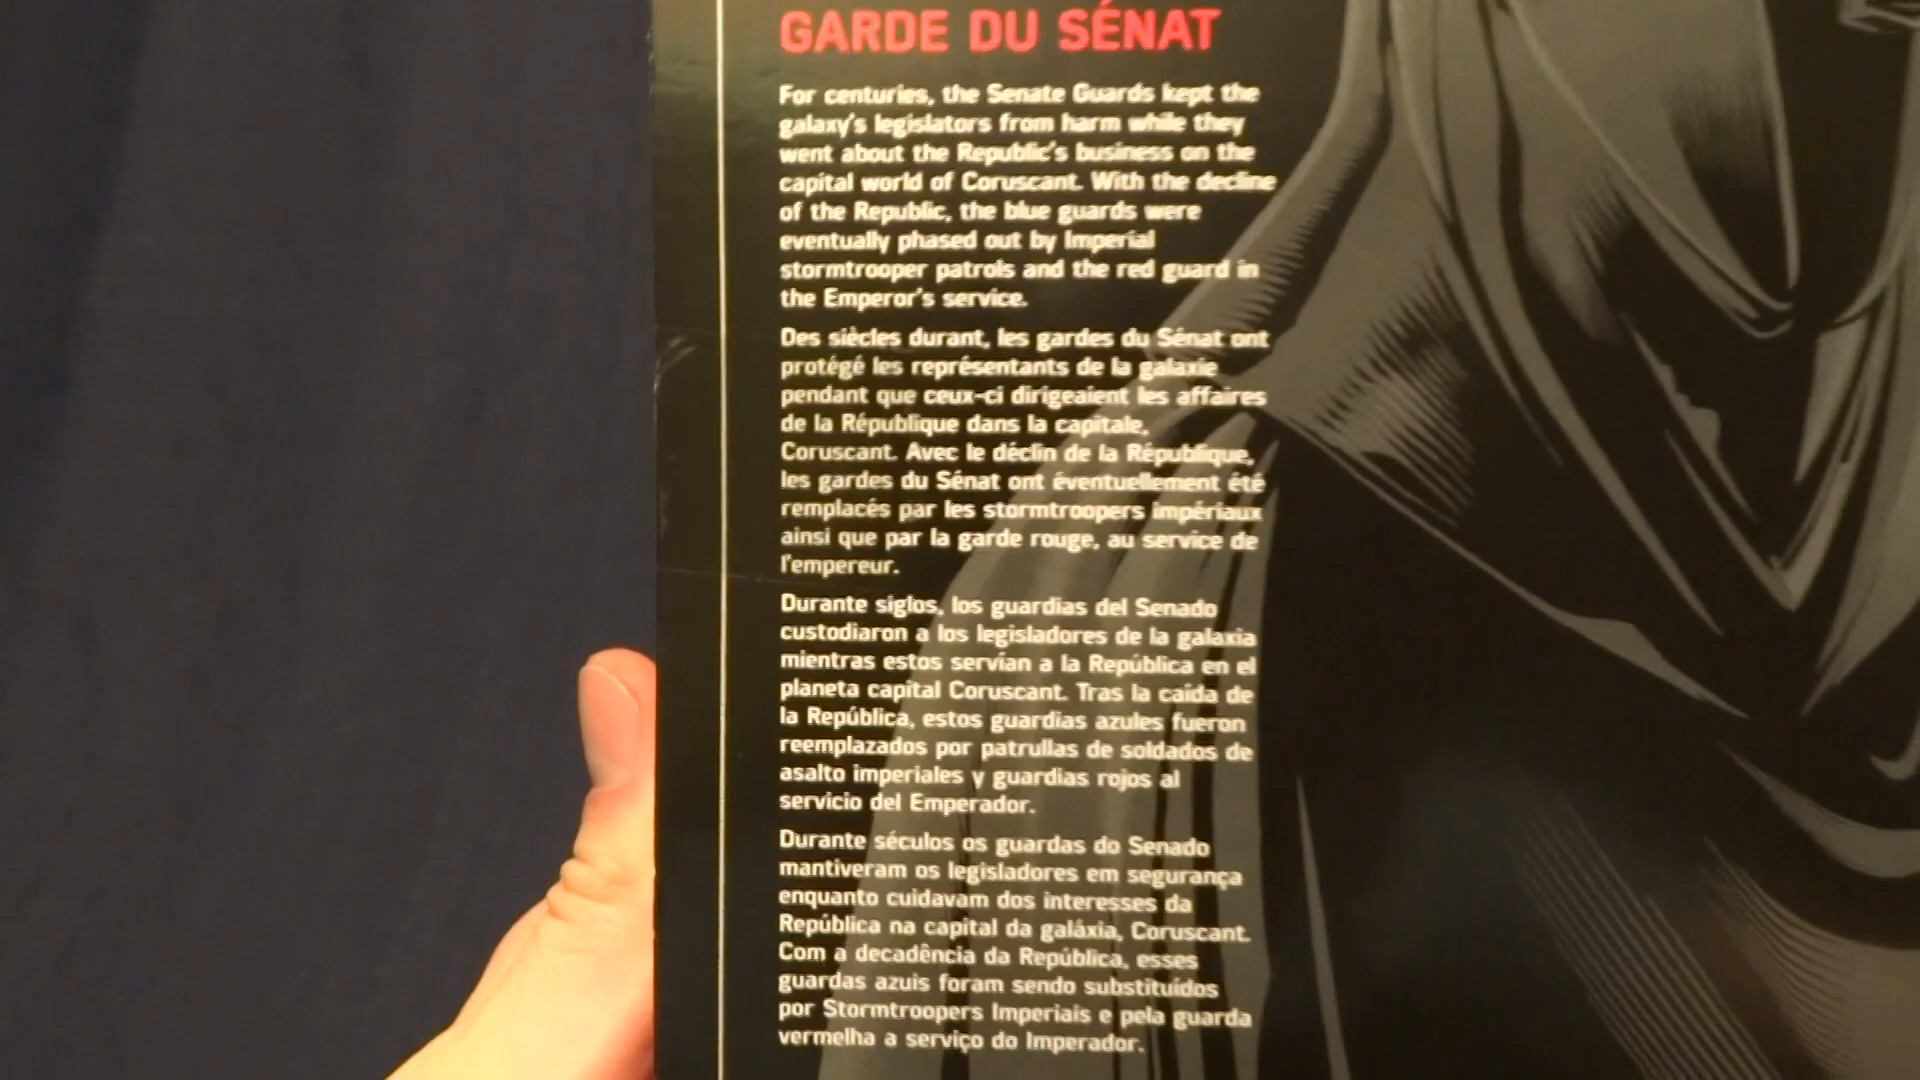 GARDE DU SÉNAT
For centuries, the Senate Guards kept the
galaxy's legislators from harm while they
went about the Republic's business on the
capital world of Coruscant. With the decline
of the Republic, the blue guards were
eventually phased out by Imperial
stormtrooper patrols and the red guard in
the Emperor's service.
Des siècles durant, les gardes du Sénat ont
protégé les représentants de la galaxie
pendant que ceux-ci dirigeaient les affaires
de la République dans la capitale,
Coruscant. Avec le déclin de la République,
les gardes du Sénat ont éventuellement été
remplacés par les stormtroopers impériaux
ainsi que par la garde rouge, au service de
l'empereur.
Durante siglos, los guardias del Senado
custodiaron a los legisladores de la galaxia
mientras estos servían a la República en el
planeta capital Coruscant. Tras la caída de
la República, estos guardias azules fueron
reemplazados por patrullas de soldados de
asalto imperiales y guardias rojos al
servicio del Emperador.
Durante séculos os guardas do Senado
mantiveram os legisladores em segurança
enquanto cuidavam dos interesses da
República na capital da galáxia, Coruscant.
Com a decadência da República, esses
guardas azuis foram sendo substituídos
por Stormtroopers Imperiais e pela guarda
vermelha a serviço do Imperador.